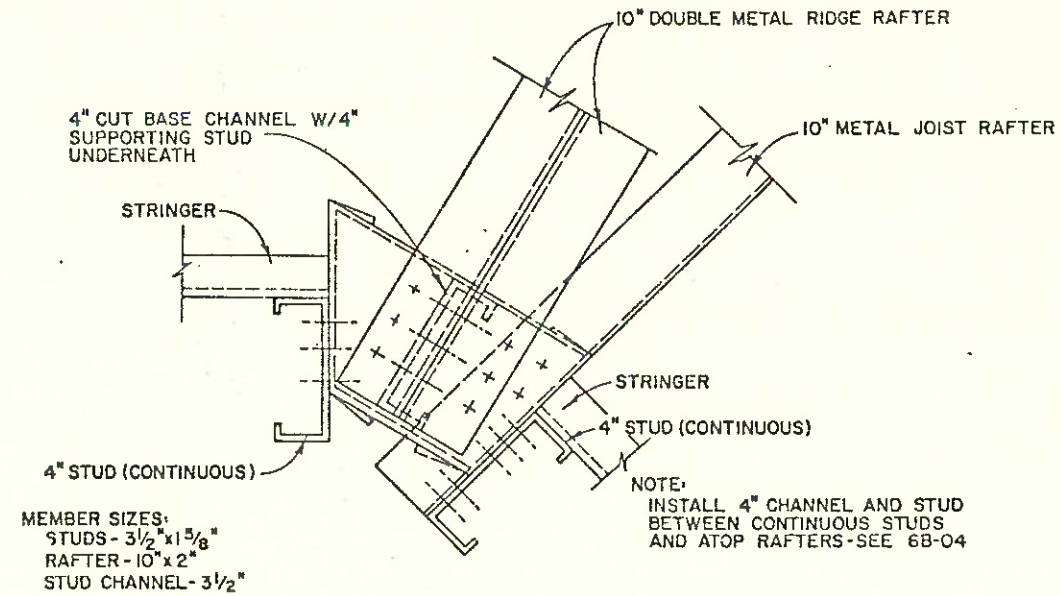 10" DOUBLE METAL RIDGE RAFTER
4" CUT BASE CHANNEL W/4"
SUPPORTING STUD
UNDERNEATH
10" METAL JOIST RAFTER
STRINGER
STRINGER
4" STUD (CONTINUOUS)
4" STUD (CONTINUOUS)
NOTE:
INSTALL 4" CHANNEL AND STUD
BETWEEN CONTINUOUS STUDS
AND ATOP RAFTERS-SEE 6B-04
MEMBER SIZES:
STUDS - 3 1/2" x 1 5/8"
RAFTER - 10" x 2"
STUD CHANNEL - 3 1/2"